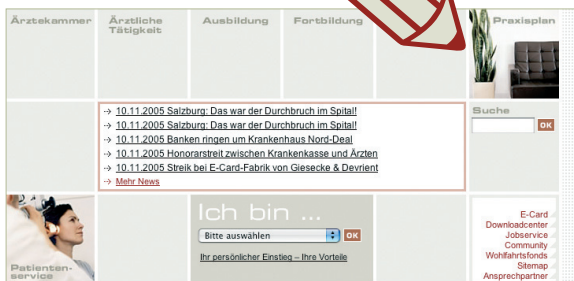 Ärztekammer
Ärztliche
Tätigkeit
Ausbildung
Fortbildung
Praxisplan
→ 10.11.2005 Salzburg: Das war der Durchbruch im Spital!
→ 10.11.2005 Salzburg: Das war der Durchbruch im Spital!
→ 10.11.2005 Banken ringen um Krankenhaus Nord-Deal
→ 10.11.2005 Honorarstreit zwischen Krankenkasse und Ärzten
→ 10.11.2005 Streik bei E-Card-Fabrik von Giesecke & Devrient
→ Mehr News
Suche
OK
Patienten-
service
Ich bin ...
Bitte auswählen OK
Ihr persönlicher Einstieg – Ihre Vorteile
E-Card
Downloadcenter
Jobservice
Community
Wohlfahrtsfonds
Sitemap
Ansprechpartner